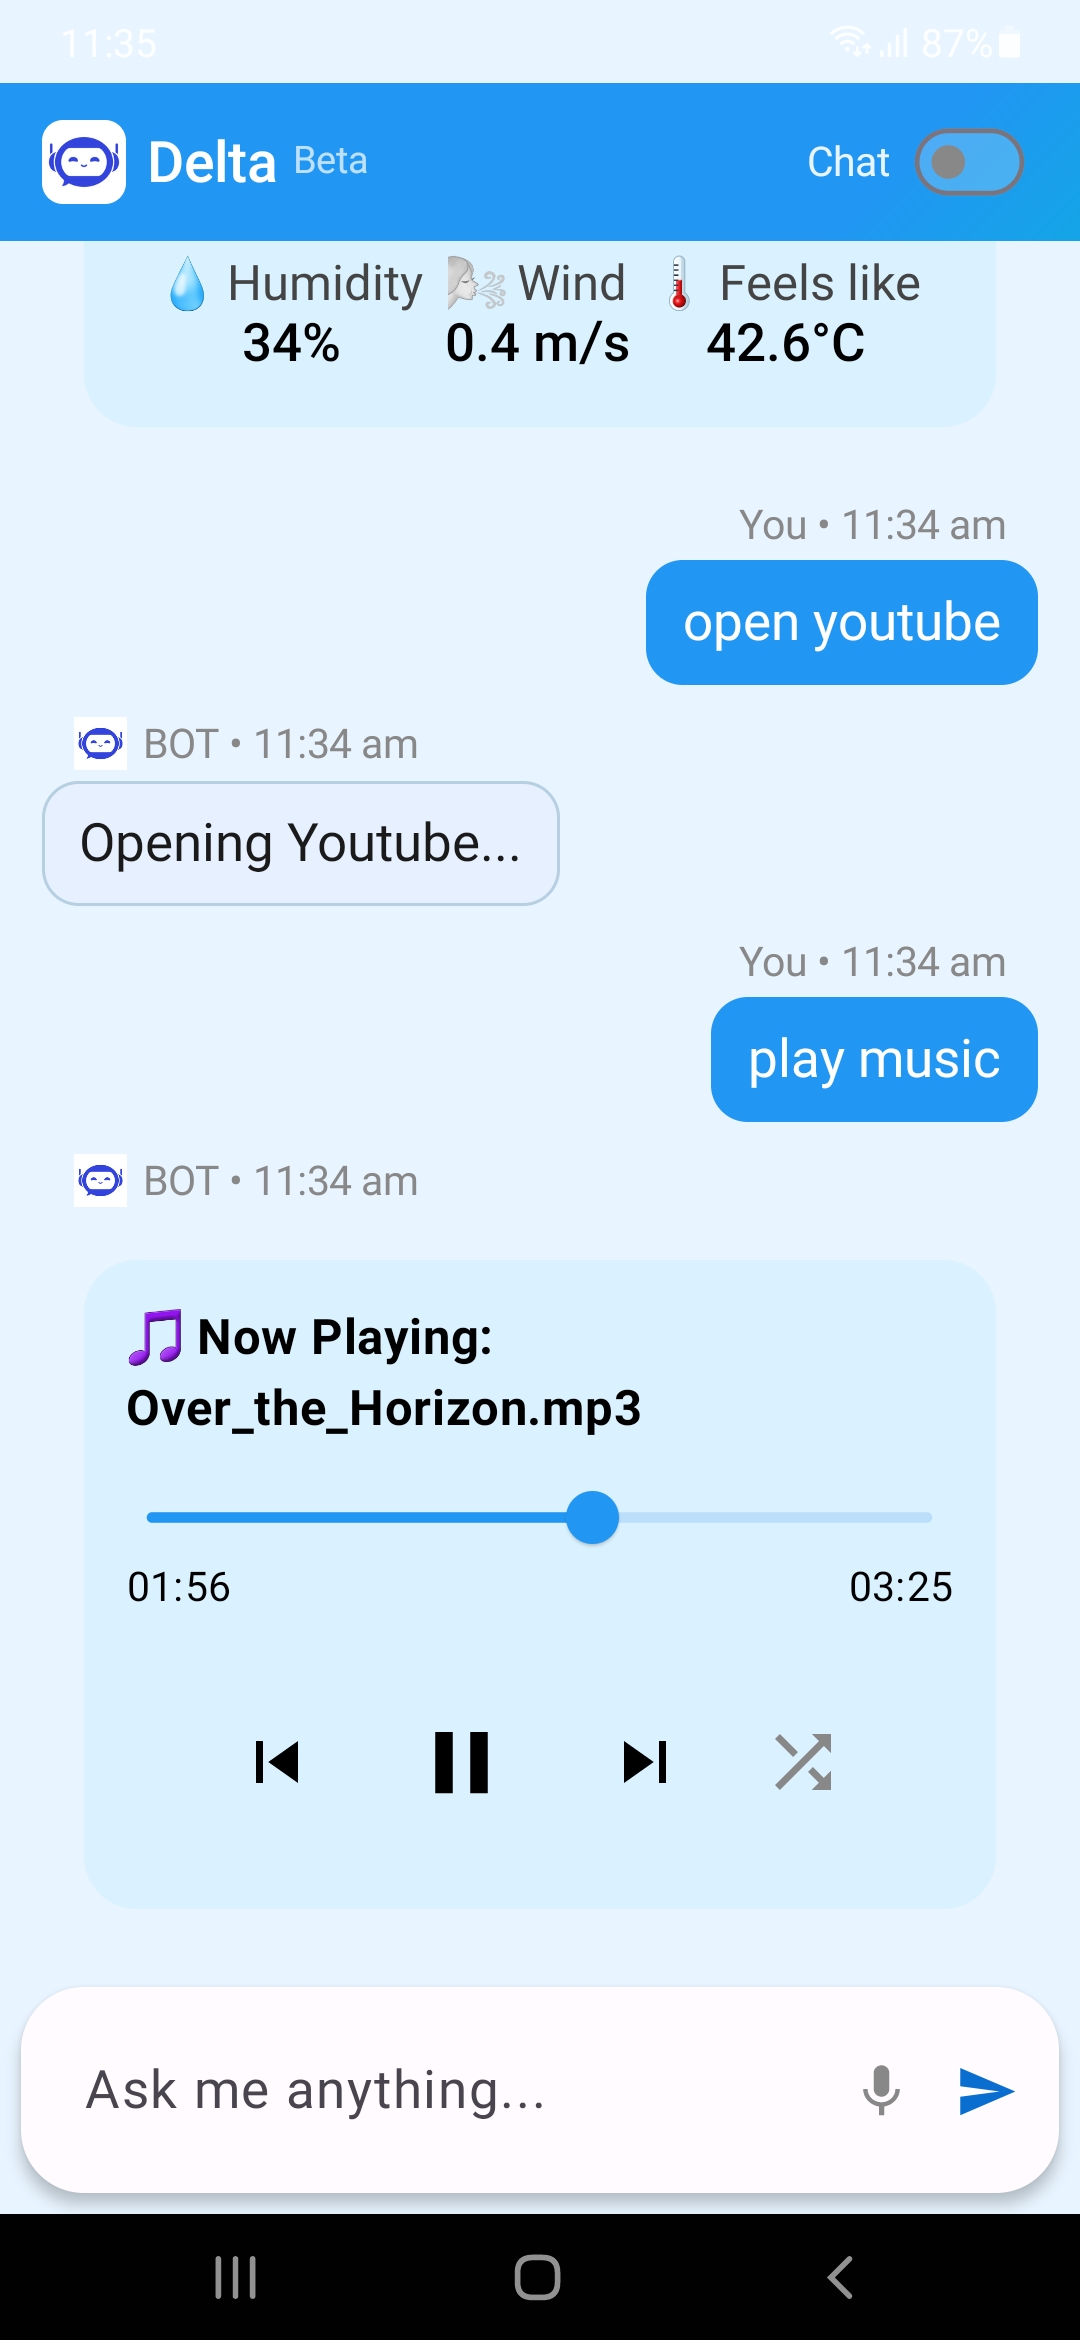 11:35 87%
Delta Beta Chat
Humidity Wind Feels like
34% 0.4 m/s 42.6°C
You • 11:34 am
open youtube
BOT • 11:34 am
Opening Youtube...
You • 11:34 am
play music
BOT • 11:34 am
Now Playing:
Over_the_Horizon.mp3
01:56 03:25
Ask me anything...